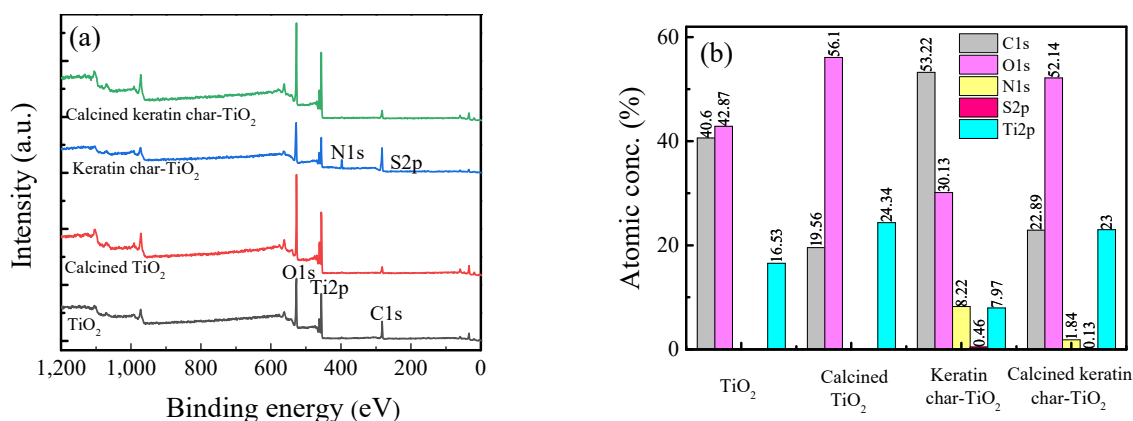 (a)
Intensity (a.u.)
Calcined keratin char-TiO₂
N1s
S2p
Keratin char-TiO₂
Calcined TiO₂
O1s
Ti2p
C1s
TiO₂
1,200 1,000 800 600 400 200 0
Binding energy (eV)
(b)
Atomic conc. (%)
60
40
20
0
C1s
O1s
N1s
S2p
Ti2p
40.6 42.87 16.53
19.56 56.1 24.34
53.22 30.13 8.22 0.46 7.97
22.89 52.14 1.84 0.13 23
TiO₂
Calcined
TiO₂
Keratin
char-TiO₂
Calcined keratin
char-TiO₂